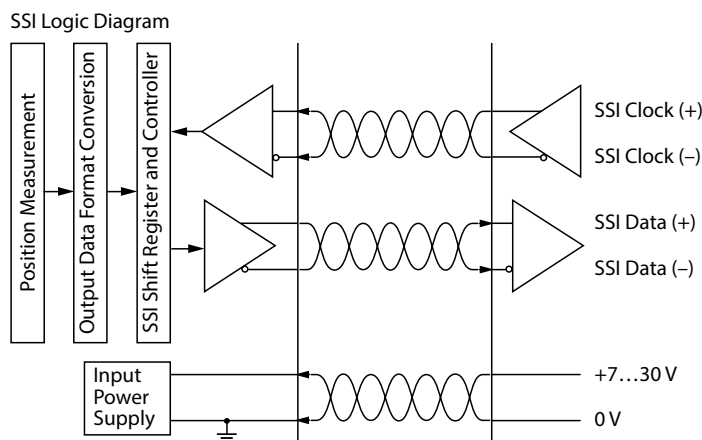 SSI Logic Diagram
Position Measurement
Output Data Format Conversion
SSI Shift Register and Controller
SSI Clock (+)
SSI Clock (–)
SSI Data (+)
SSI Data (–)
Input
Power
Supply
+7…30 V
0 V